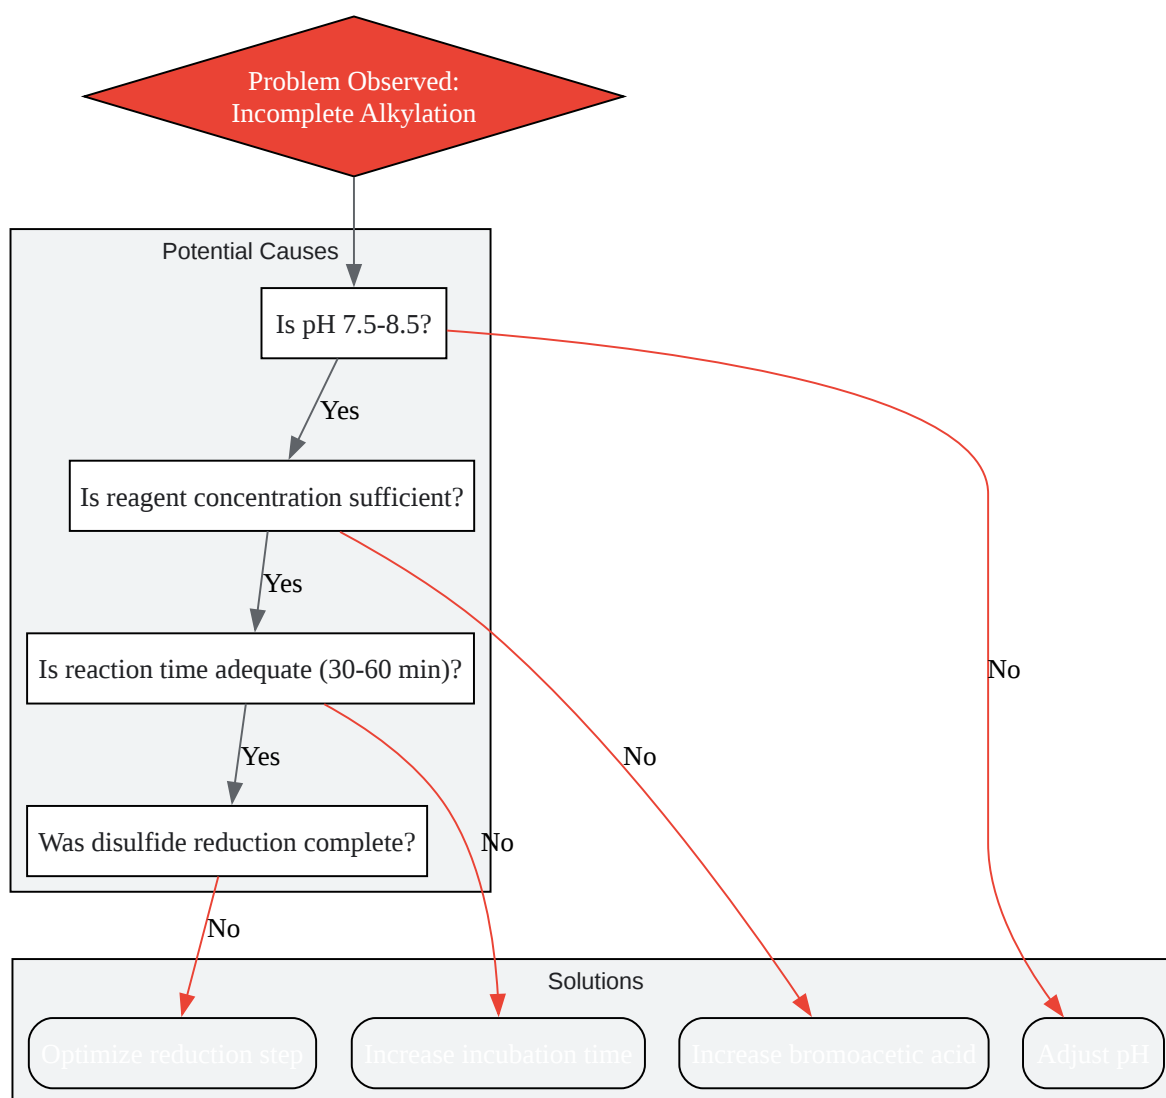 Problem Observed:
Incomplete Alkylation
Potential Causes
Is pH 7.5-8.5?
Yes
Is reagent concentration sufficient?
Yes
Is reaction time adequate (30-60 min)?
No
Yes
No
Was disulfide reduction complete?
No
No
Solutions
Optimize reduction step
Increase incubation time
Increase bromoacetic acid
Adjust pH